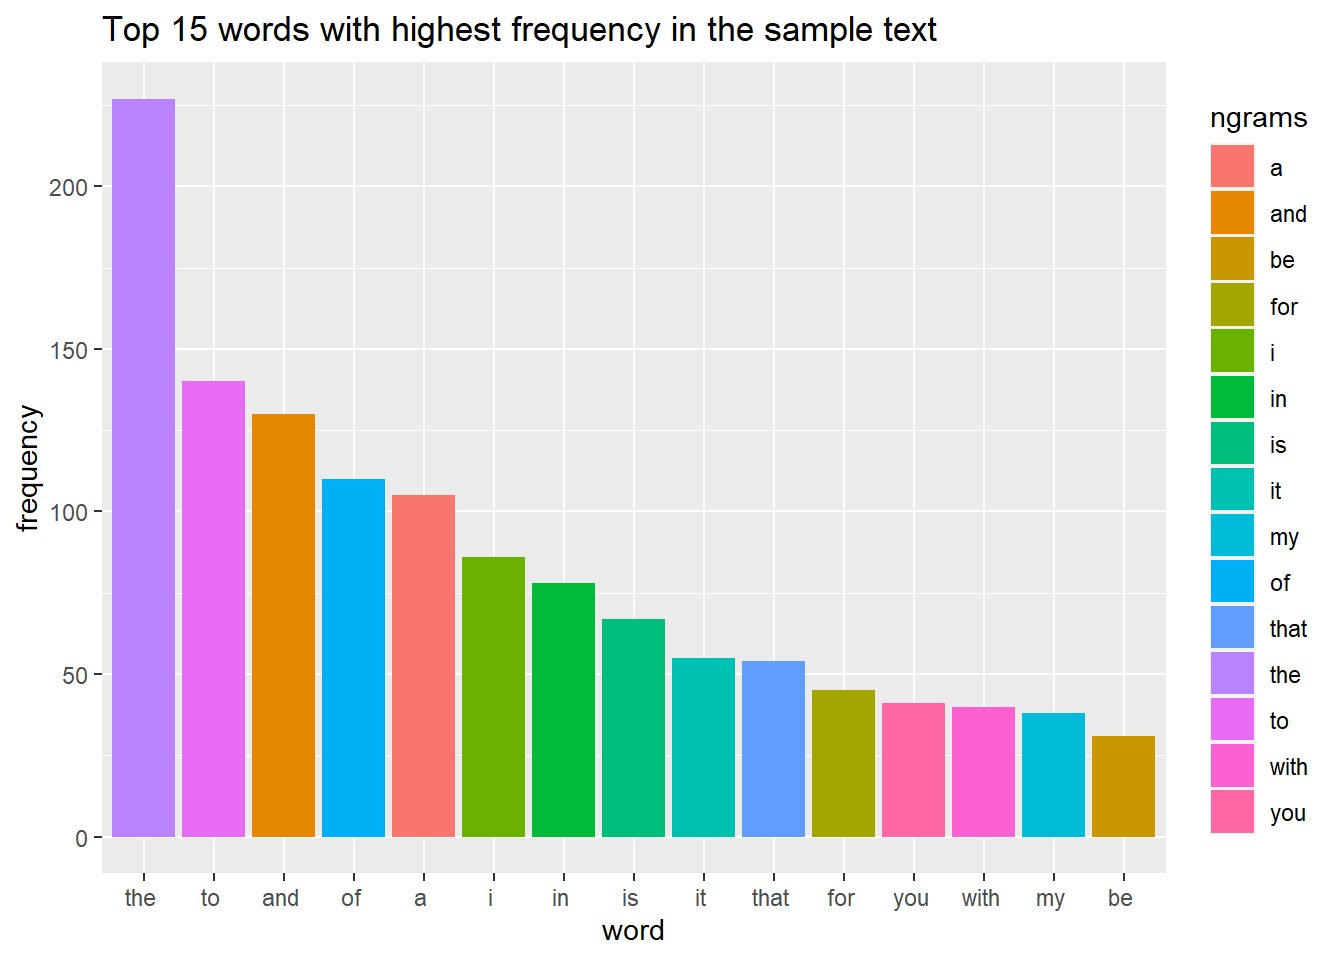 Top 15 words with highest frequency in the sample text
frequency
200
150
100
50
0
the to and of a i in is it that for you with my be
word
ngrams
a
and
be
for
i
in
is
it
my
of
that
the
to
with
you